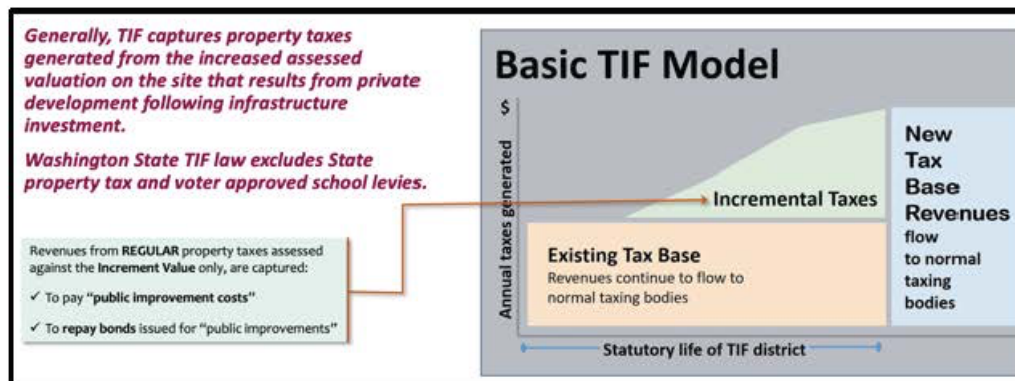 Generally, TIF captures property taxes
generated from the increased assessed
valuation on the site that results from private
development following infrastructure
investment.
Washington State TIF law excludes State
property tax and voter approved school levies.
Revenues from REGULAR property taxes assessed
against the Increment Value only, are captured:
✓ To pay “public improvement costs”
✓ To repay bonds issued for “public improvements”
Basic TIF Model
$
Annual taxes generated
Incremental Taxes
Existing Tax Base
Revenues continue to flow to
normal taxing bodies
New
Tax
Base
Revenues
flow
to normal
taxing
bodies
Statutory life of TIF district